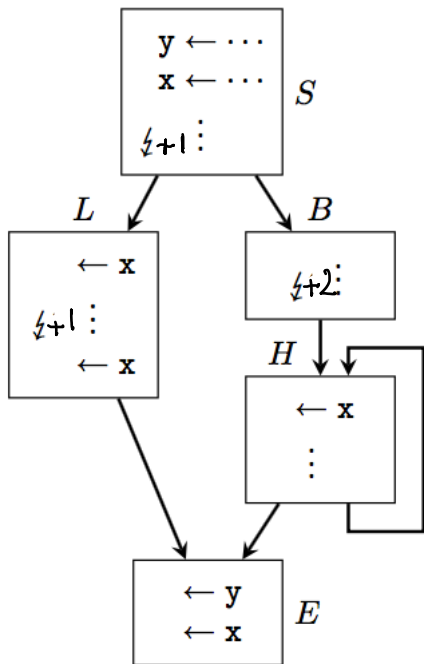 y ← ⋯
x ← ⋯
S
↯+1 ⋮
L
B
← x
↯+1 ⋮
← x
↯+2 ⋮
H
← x
⋮
← y
← x
E